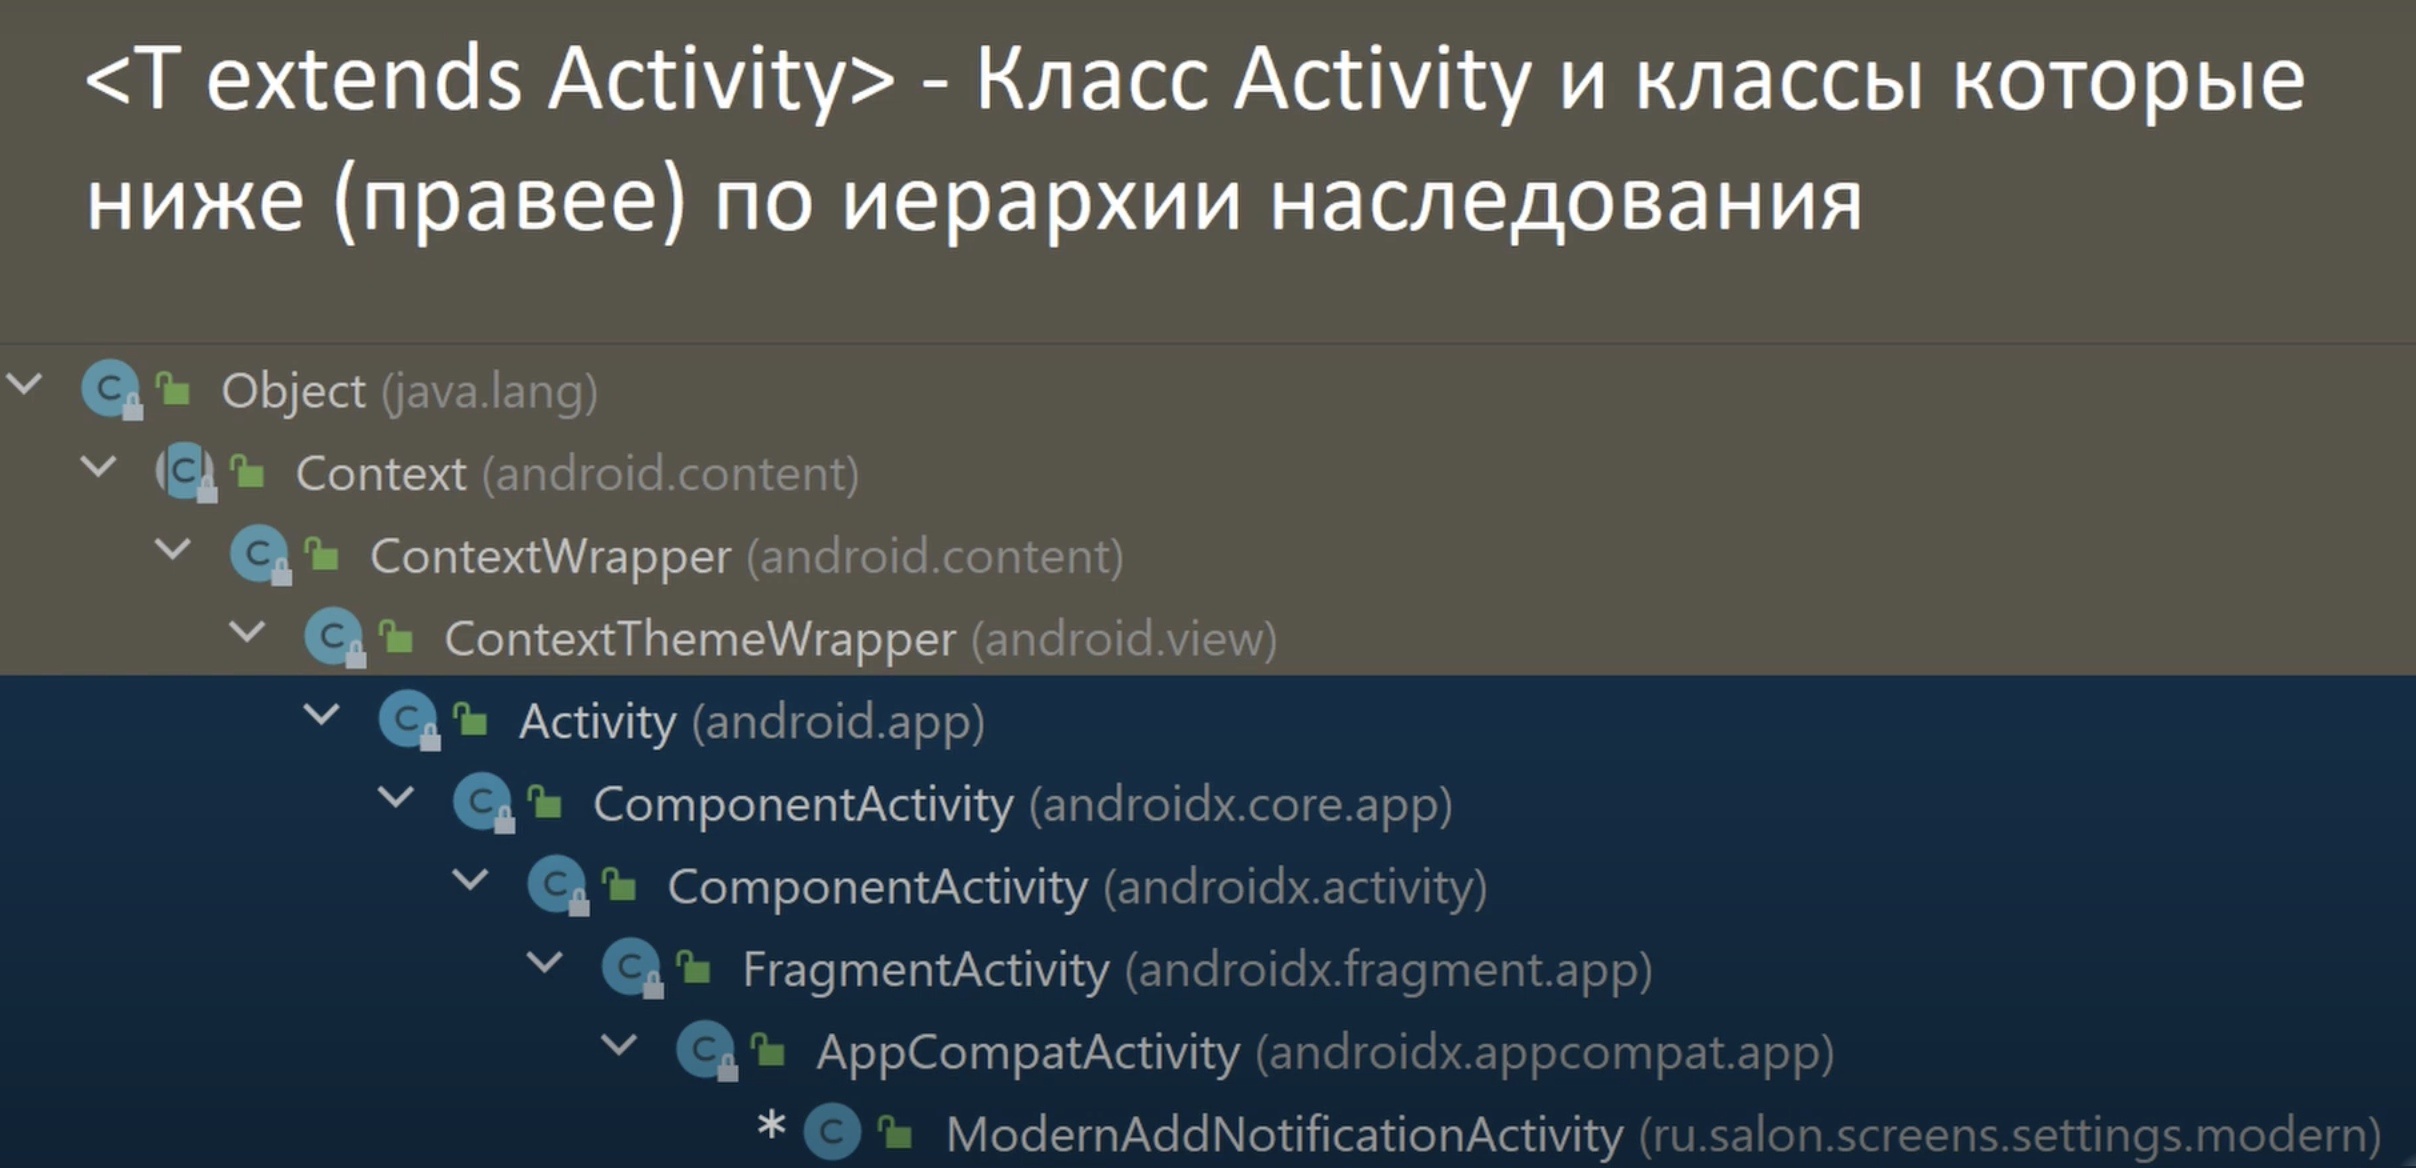 <T extends Activity> - Класс Activity и классы которые
ниже (правее) по иерархии наследования
Object (java.lang)
Context (android.content)
ContextWrapper (android.content)
ContextThemeWrapper (android.view)
Activity (android.app)
ComponentActivity (androidx.core.app)
ComponentActivity (androidx.activity)
FragmentActivity (androidx.fragment.app)
AppCompatActivity (androidx.appcompat.app)
* ModernAddNotificationActivity (ru.salon.screens.settings.modern)